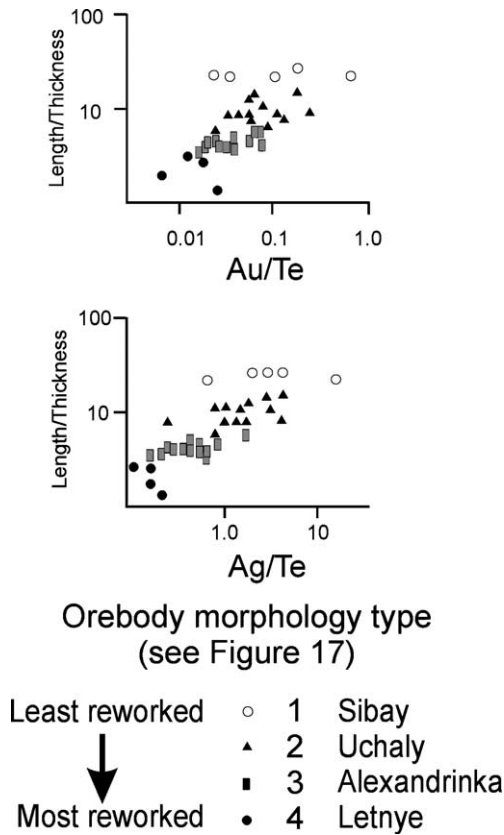 100
10
Length/Thickness
0.01 0.1 1.0
Au/Te
100
10
Length/Thickness
1.0 10
Ag/Te
Orebody morphology type
(see Figure 17)
Least reworked 1 Sibay
2 Uchaly
3 Alexandrinka
Most reworked 4 Letnye